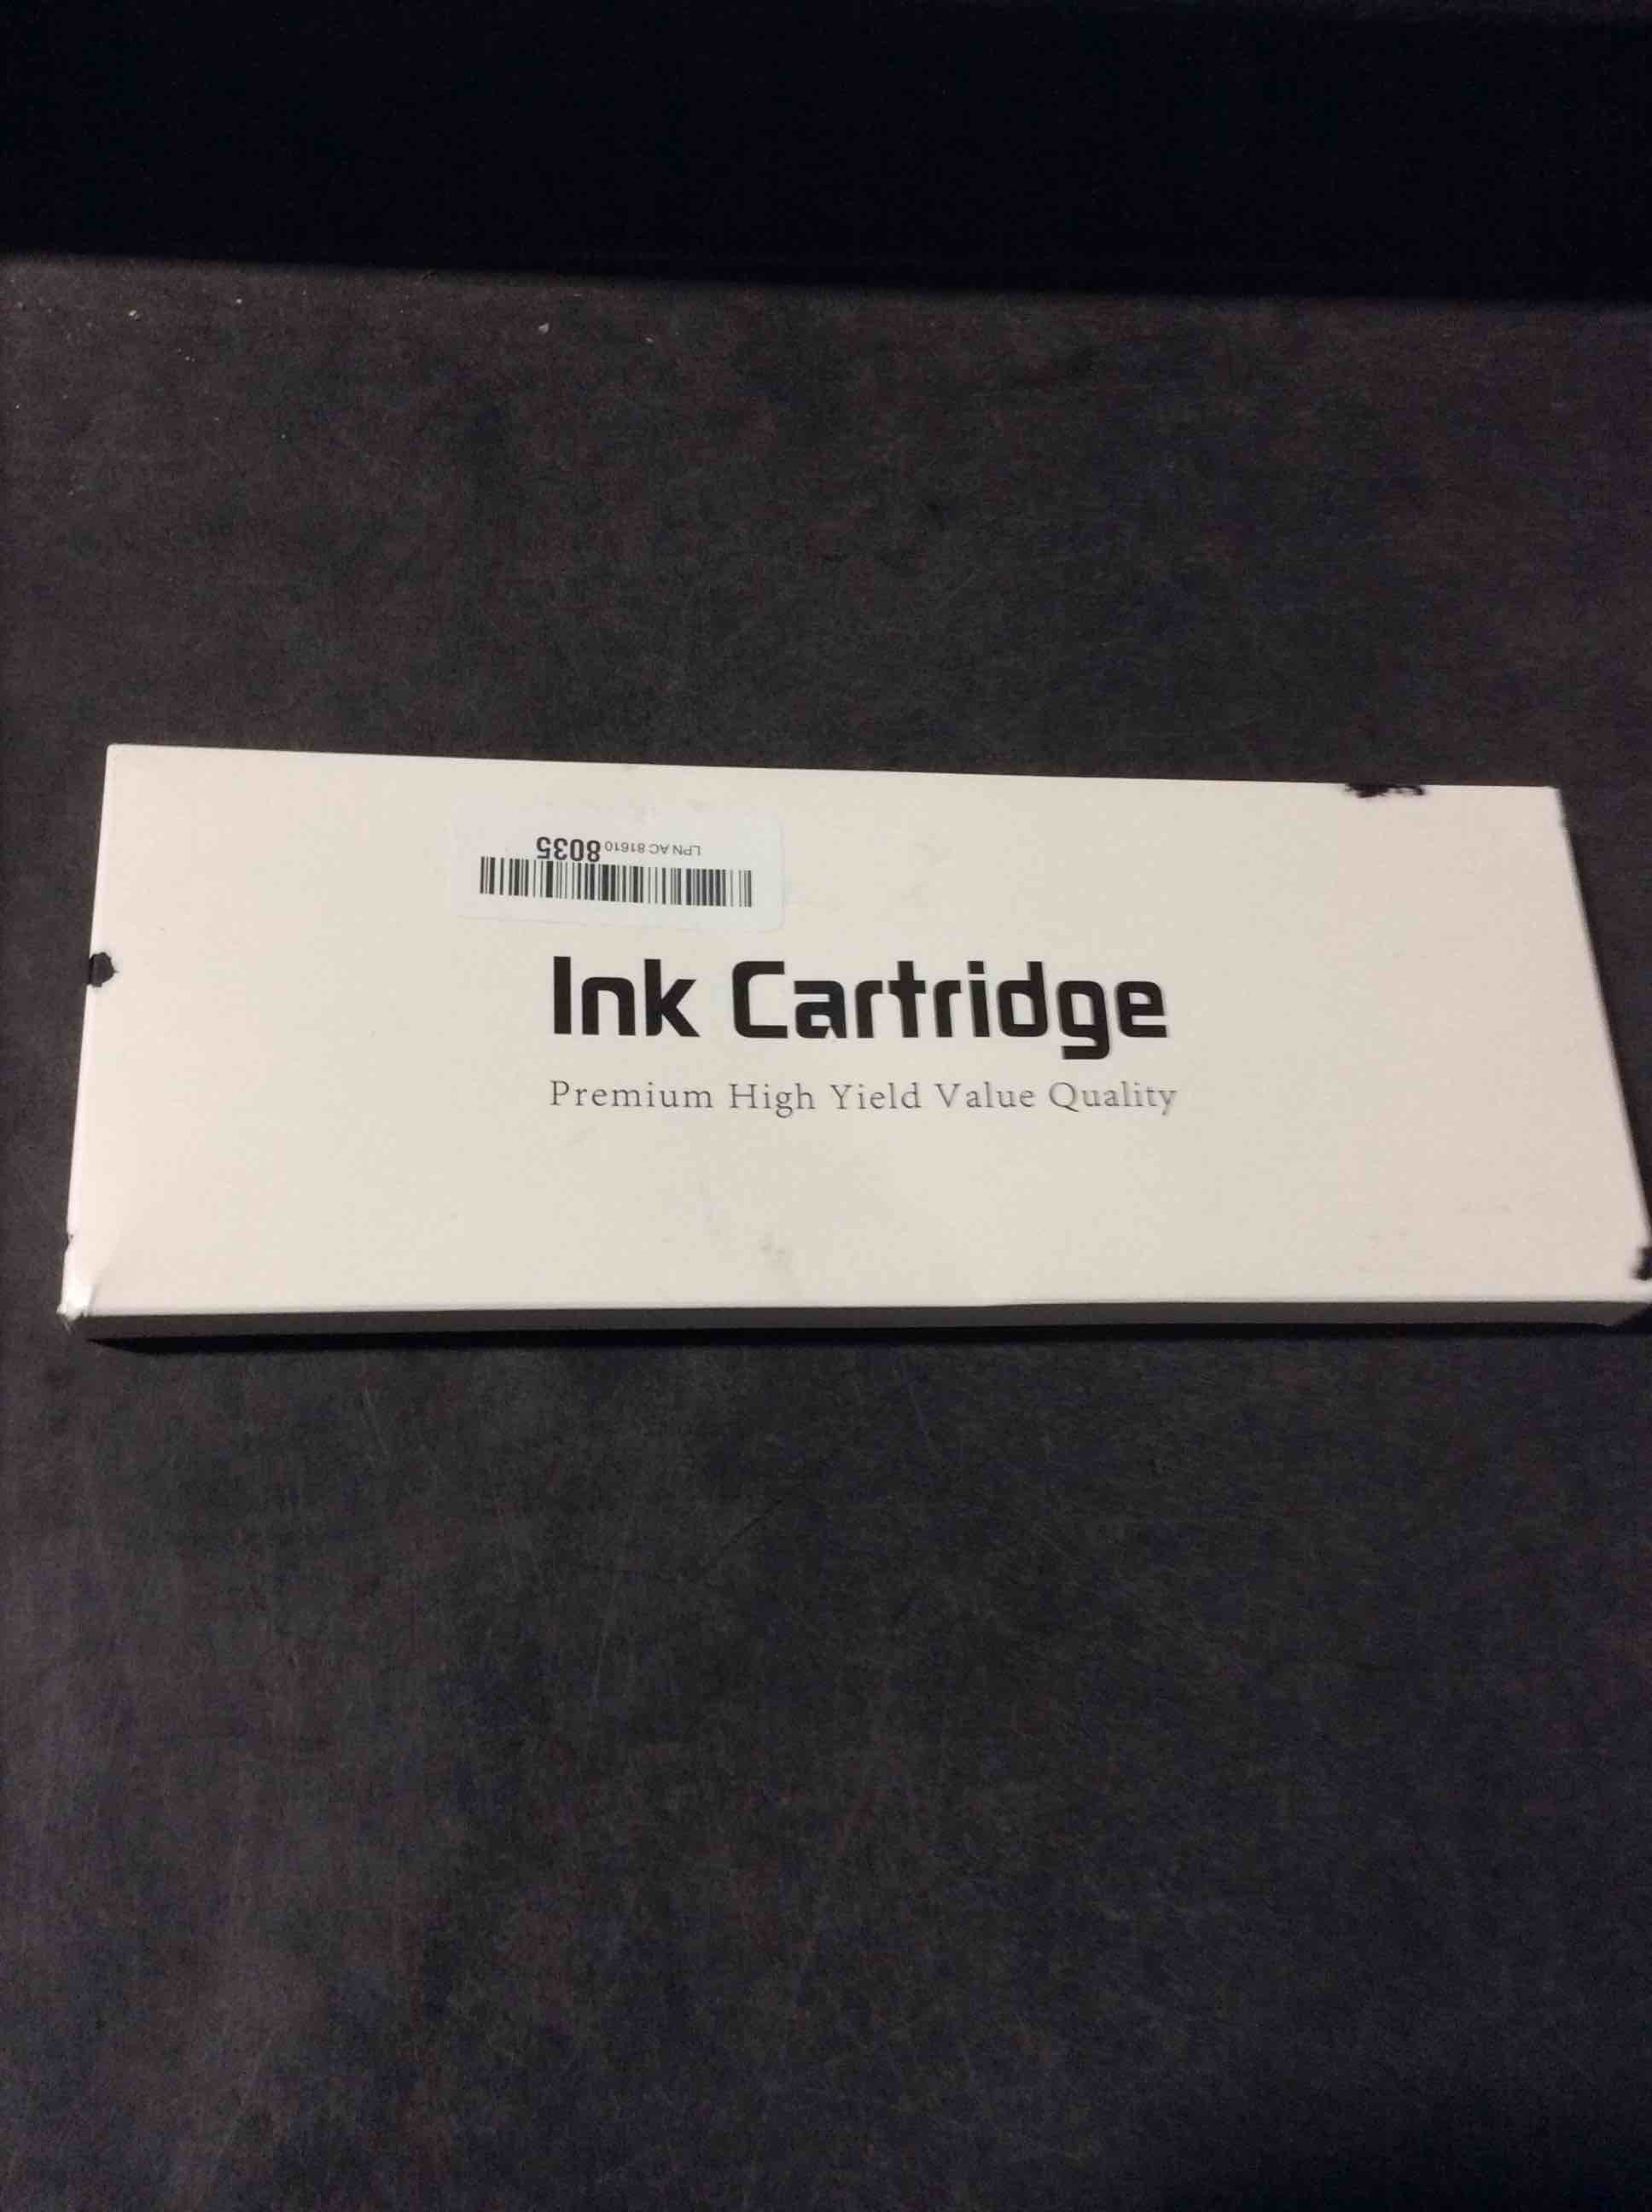 LPN AC 81610 8035
Ink Cartridge
Premium High Yield Value Quality